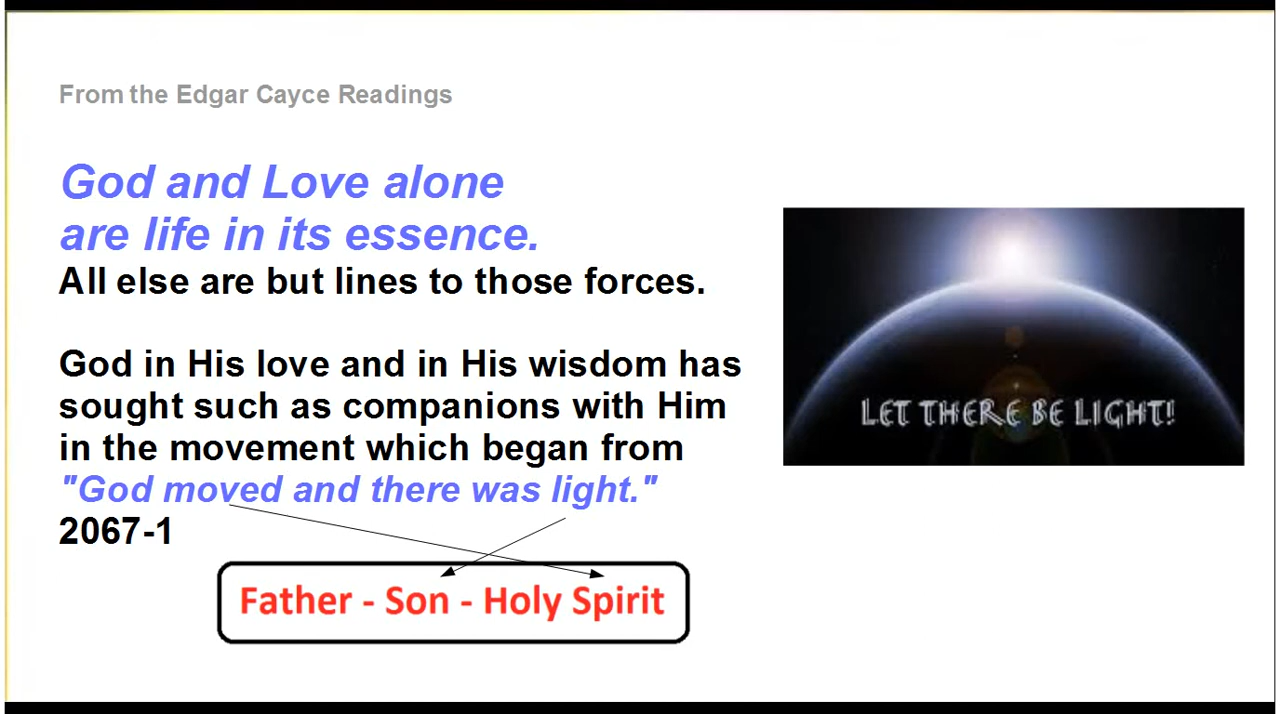 From the Edgar Cayce Readings
God and Love alone
are life in its essence.
All else are but lines to those forces.
God in His love and in His wisdom has
sought such as companions with Him
in the movement which began from
"God moved and there was light."
2067-1
Father - Son - Holy Spirit
LET THERE BE LIGHT!